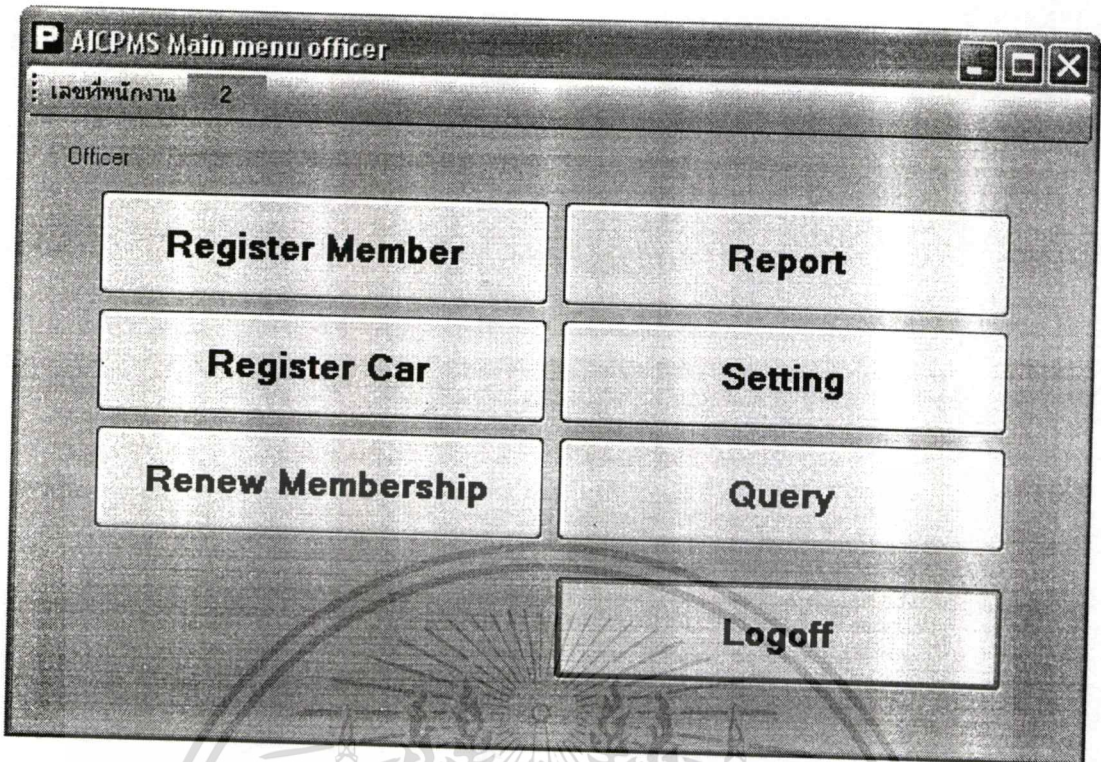 P AICPMS Main menu officer
เลขที่พนักงาน 2
Officer
Register Member
Report
Register Car
Setting
Renew Membership
Query
Logoff